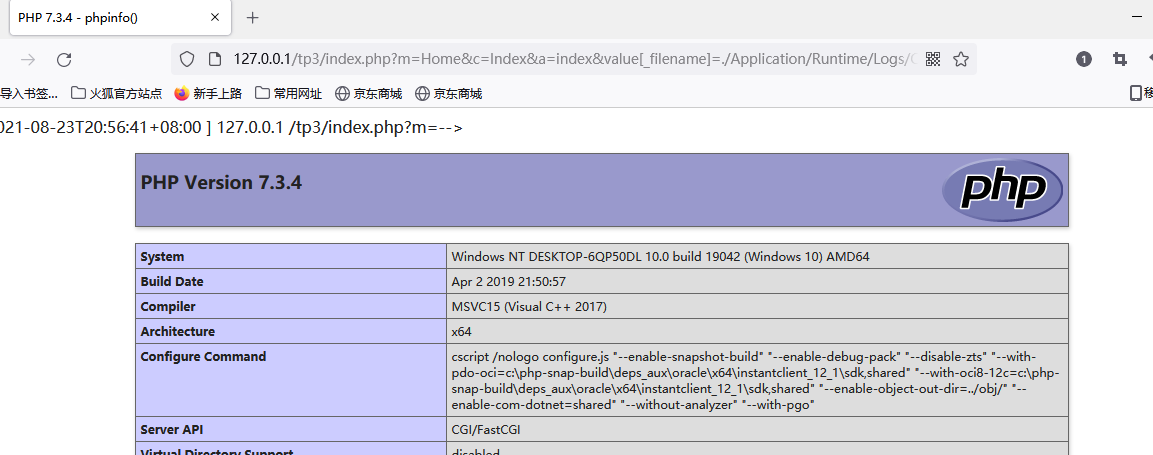 PHP 7.3.4 - phpinfo()
127.0.0.1/tp3/index.php?m=Home&c=Index&a=index&value[_filename]=./Application/Runtime/Logs/
1
导入书签... 火狐官方站点 新手上路 常用网址 京东商城 京东商城
021-08-23T20:56:41+08:00 ] 127.0.0.1 /tp3/index.php?m=-->
PHP Version 7.3.4
php
System Windows NT DESKTOP-6QP50DL 10.0 build 19042 (Windows 10) AMD64
Build Date Apr 2 2019 21:50:57
Compiler MSVC15 (Visual C++ 2017)
Architecture x64
Configure Command cscript /nologo configure.js "--enable-snapshot-build" "--enable-debug-pack" "--disable-zts" "--with-
pdo-oci=c:\php-snap-build\deps_aux\oracle\x64\instantclient_12_1\sdk,shared" "--with-oci8-12c=c:\php-
snap-build\deps_aux\oracle\x64\instantclient_12_1\sdk,shared" "--enable-object-out-dir=../obj/" "--
enable-com-dotnet=shared" "--without-analyzer" "--with-pgo"
Server API CGI/FastCGI
Virtual Directory Support disabled